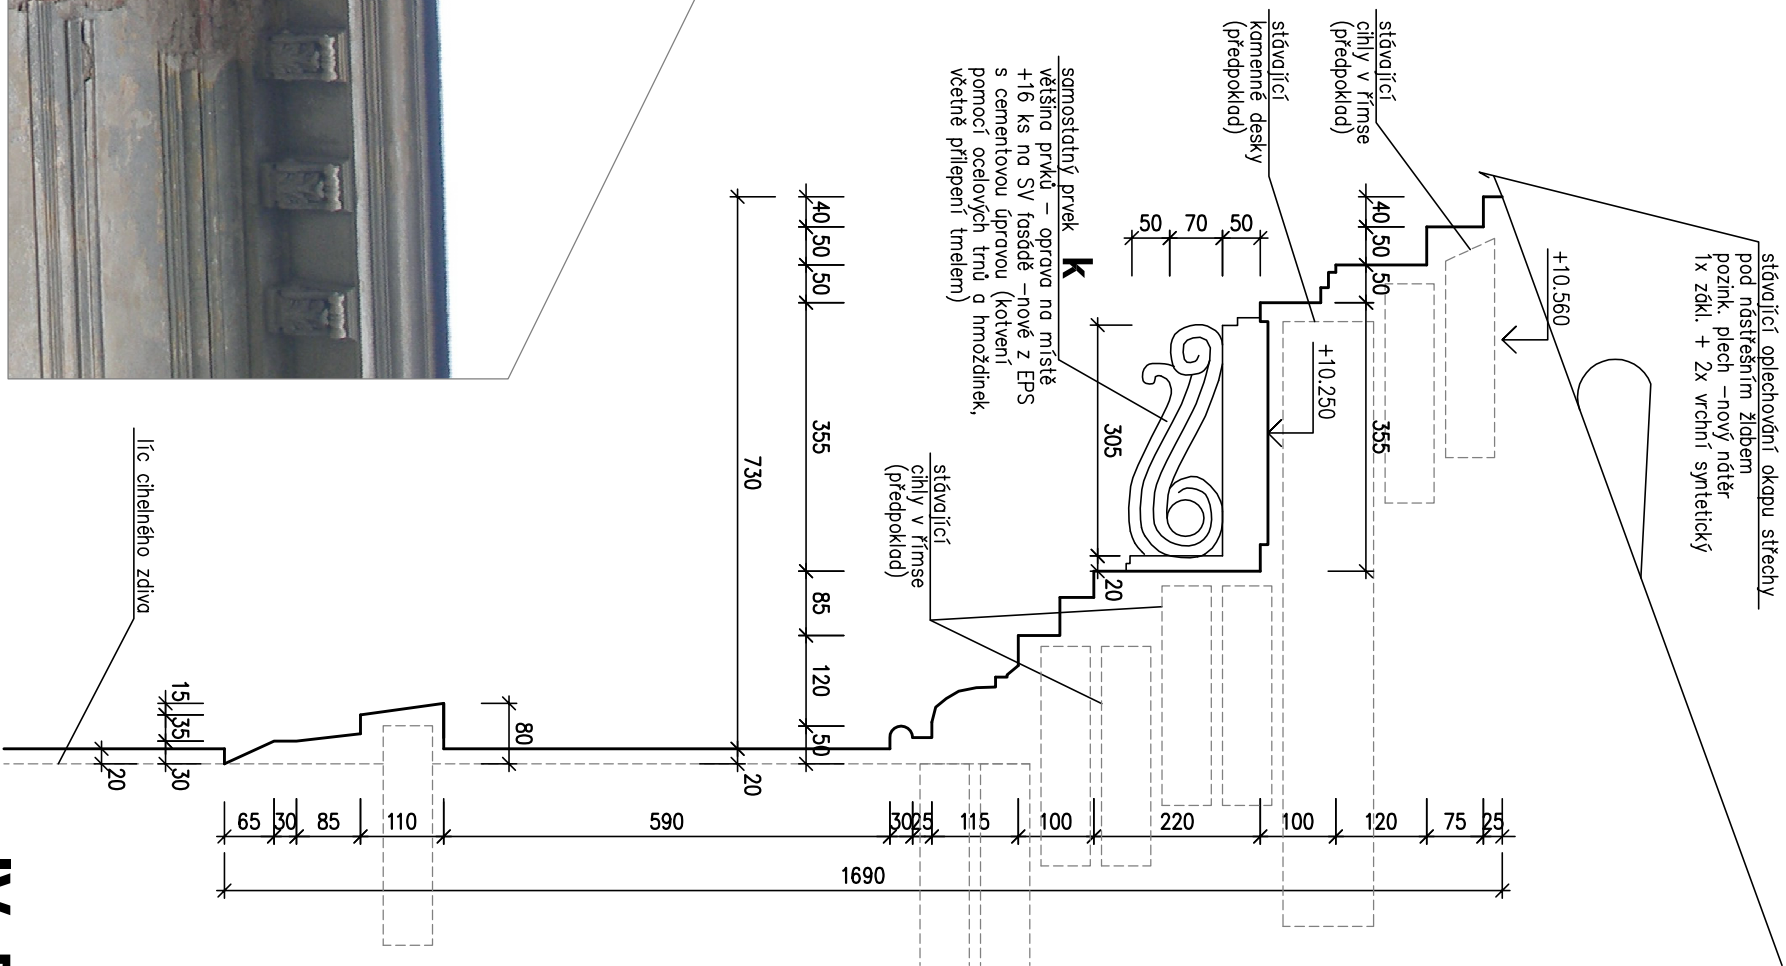 stávající oplechování okapu střechy
pod nástřešním žlabem
pozink. plech –nový nátěr
1x zákl. + 2x vrchní syntetický
+10.560
stávající
cihly v římse
(předpoklad)
stávající
kamenné desky
(předpoklad)
+10.250
samostatný prvek
k
většina prvků – oprava na místě
+16 ks na SV fasádě –nové z EPS
s cementovou úpravou (kotvení
pomocí ocelových trnů a hmoždinek,
včetně přilepení tmelem)
stávající
cihly v římse
(předpoklad)
líc cihelného zdiva
40 50 50 355
50 70 50
305 20
40 50 50 355 85 120 50
730 20
80
15 35 30
20
65 30 85 110 590 30 25 115 100 220 100 120 75 25
1690